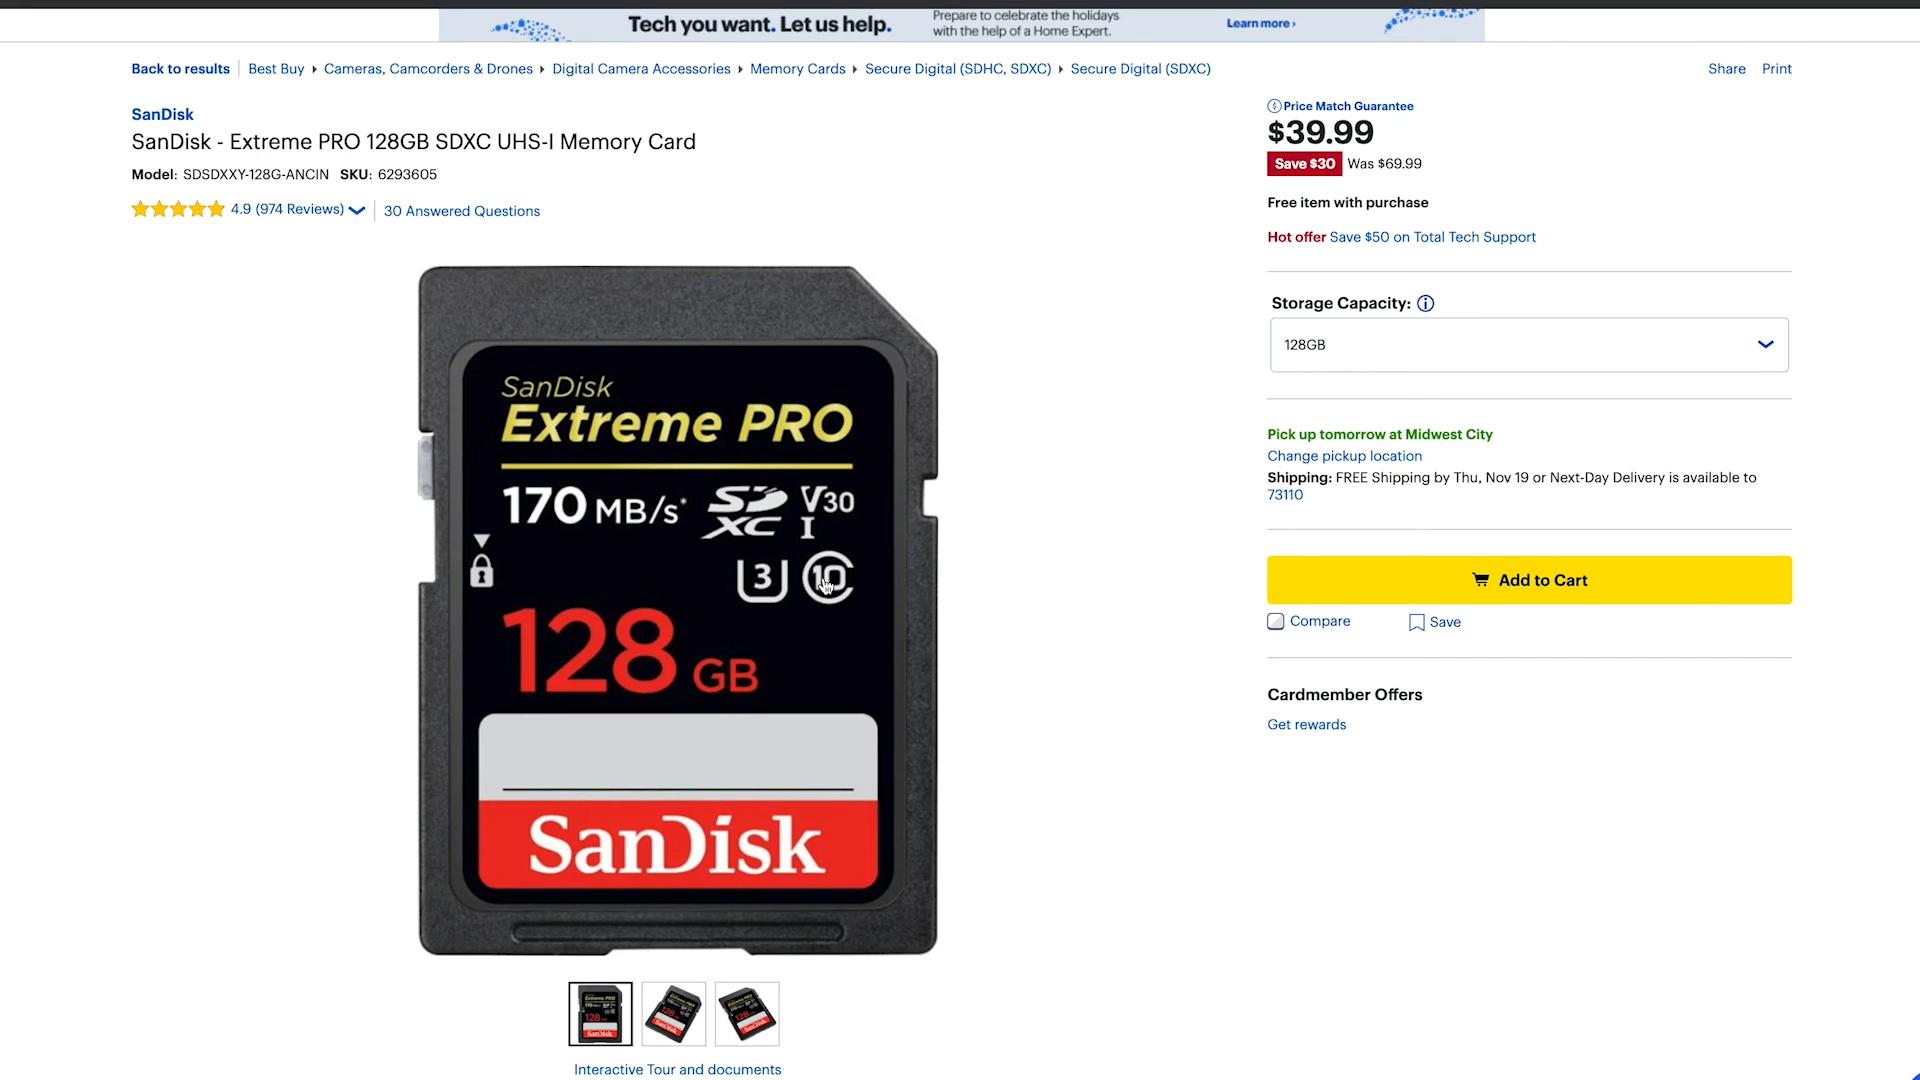 Tech you want. Let us help.
Prepare to celebrate the holidays
with the help of a Home Expert.
Learn more ›
Back to results
Best Buy
Cameras, Camcorders & Drones
Digital Camera Accessories
Memory Cards
Secure Digital (SDHC, SDXC)
Secure Digital (SDXC)
Share Print
SanDisk
SanDisk - Extreme PRO 128GB SDXC UHS-I Memory Card
Model: SDSDXXY-128G-ANCIN SKU: 6293605
4.9 (974 Reviews)
30 Answered Questions
SanDisk
Extreme PRO
170 MB/s* SD XC V30 I
3 10
128 GB
SanDisk
Interactive Tour and documents
Price Match Guarantee
$39.99
Save $30 Was $69.99
Free item with purchase
Hot offer Save $50 on Total Tech Support
Storage Capacity:
128GB
Pick up tomorrow at Midwest City
Change pickup location
Shipping: FREE Shipping by Thu, Nov 19 or Next-Day Delivery is available to
73110
Add to Cart
Compare Save
Cardmember Offers
Get rewards